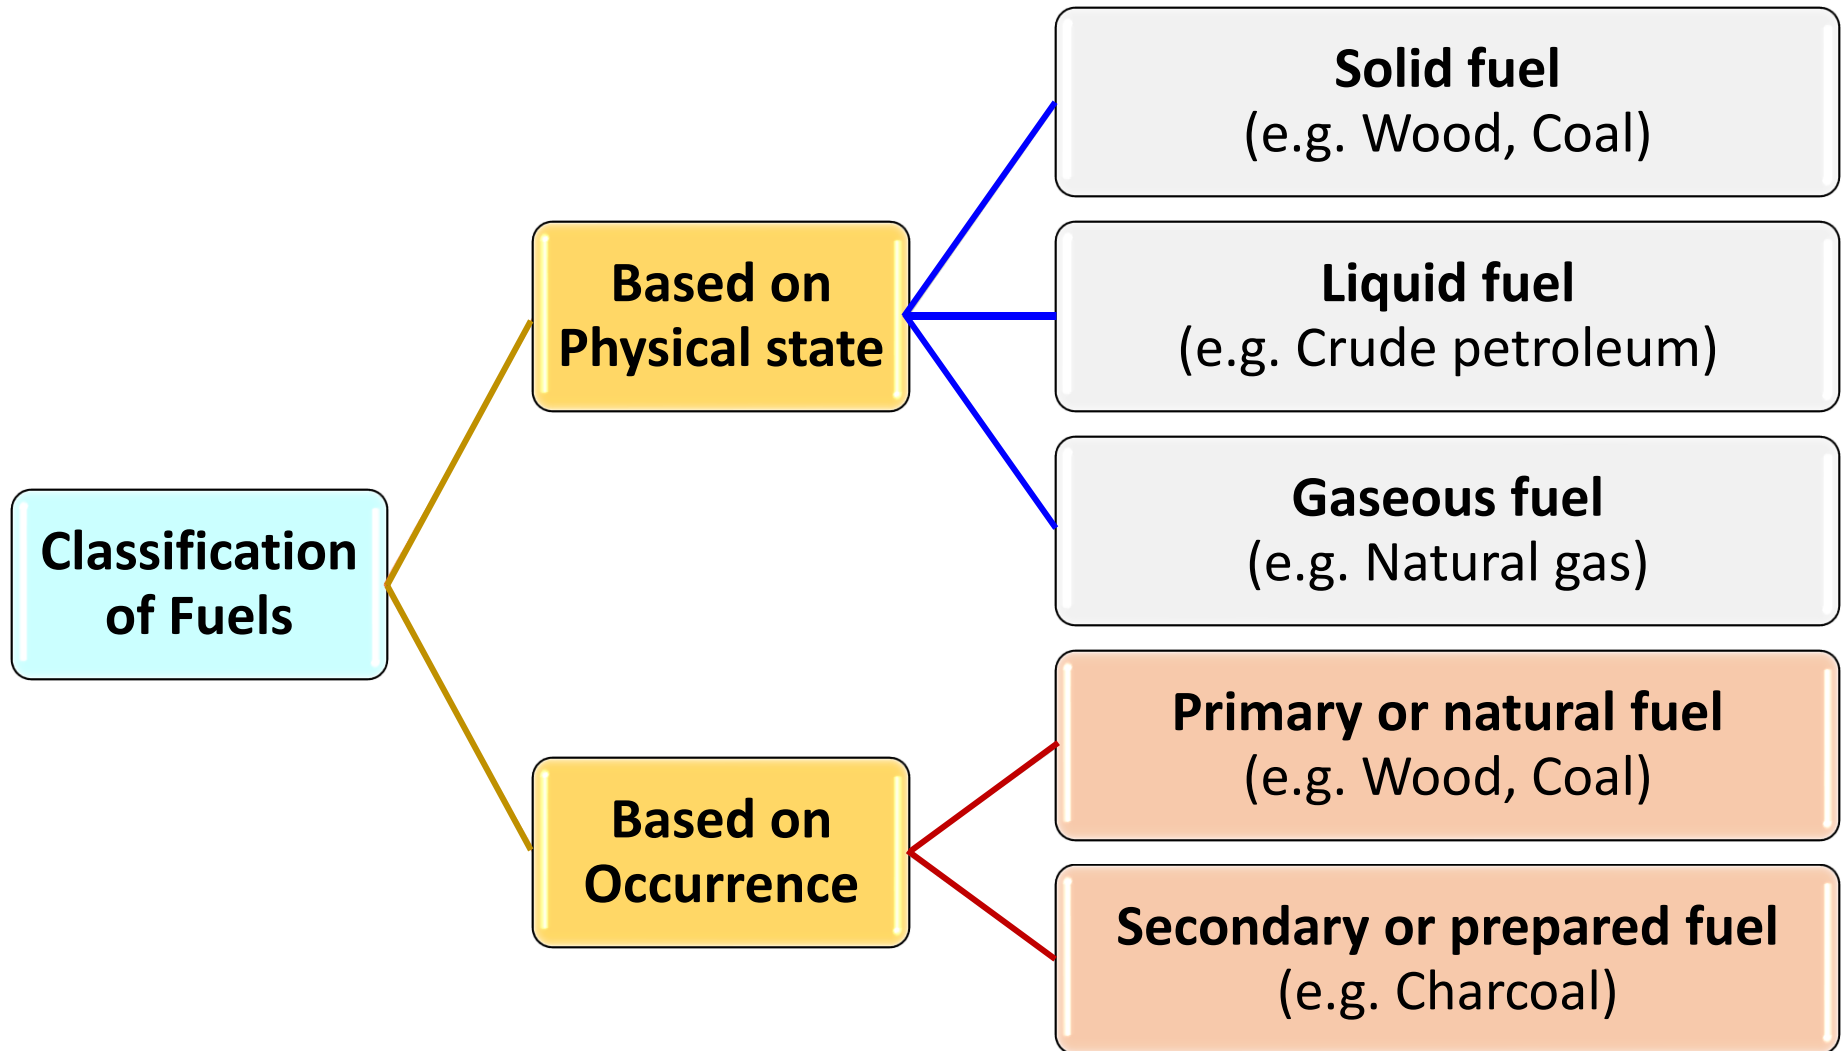 Classification
of Fuels
Based on
Physical state
Solid fuel
(e.g. Wood, Coal)
Liquid fuel
(e.g. Crude petroleum)
Gaseous fuel
(e.g. Natural gas)
Based on
Occurrence
Primary or natural fuel
(e.g. Wood, Coal)
Secondary or prepared fuel
(e.g. Charcoal)